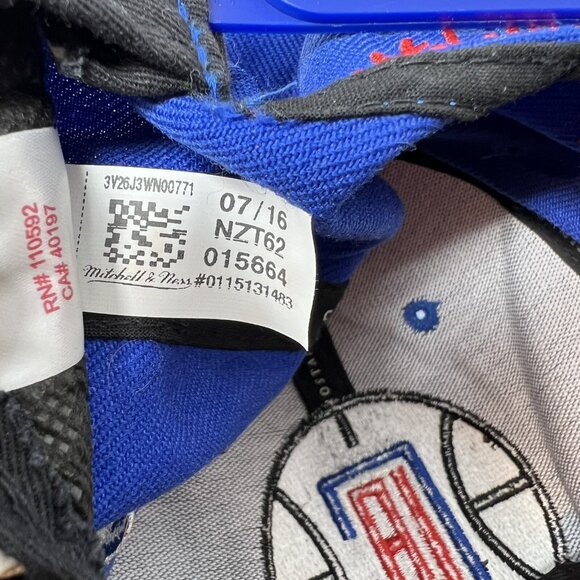 3V26J3WN00771
07/16
NZT62
015664
Mitchell & Ness #0115131483
RN# 110592
CA# 40197